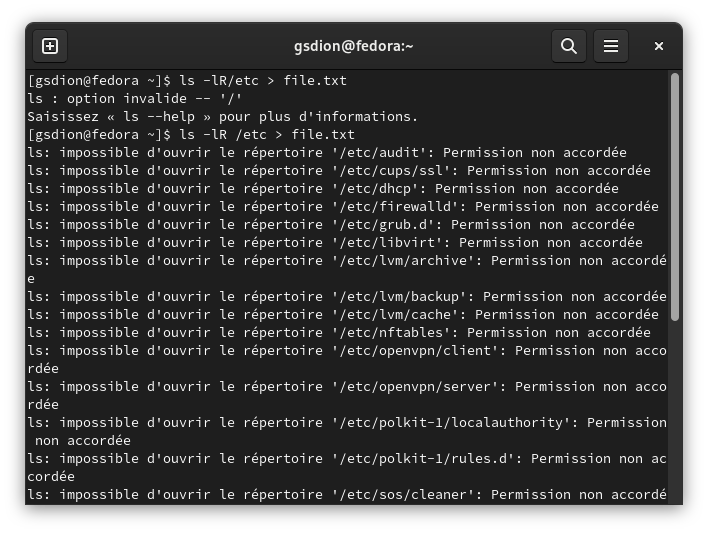 gsdion@fedora:~
[gsdion@fedora ~]$ ls -lR/etc > file.txt
ls : option invalide -- '/'
Saisissez « ls --help » pour plus d'informations.
[gsdion@fedora ~]$ ls -lR /etc > file.txt
ls: impossible d'ouvrir le répertoire '/etc/audit': Permission non accordée
ls: impossible d'ouvrir le répertoire '/etc/cups/ssl': Permission non accordée
ls: impossible d'ouvrir le répertoire '/etc/dhcp': Permission non accordée
ls: impossible d'ouvrir le répertoire '/etc/firewalld': Permission non accordée
ls: impossible d'ouvrir le répertoire '/etc/grub.d': Permission non accordée
ls: impossible d'ouvrir le répertoire '/etc/libvirt': Permission non accordée
ls: impossible d'ouvrir le répertoire '/etc/lvm/archive': Permission non accordé
e
ls: impossible d'ouvrir le répertoire '/etc/lvm/backup': Permission non accordée
ls: impossible d'ouvrir le répertoire '/etc/lvm/cache': Permission non accordée
ls: impossible d'ouvrir le répertoire '/etc/nftables': Permission non accordée
ls: impossible d'ouvrir le répertoire '/etc/openvpn/client': Permission non acco
rdée
ls: impossible d'ouvrir le répertoire '/etc/openvpn/server': Permission non acco
rdée
ls: impossible d'ouvrir le répertoire '/etc/polkit-1/localauthority': Permission
 non accordée
ls: impossible d'ouvrir le répertoire '/etc/polkit-1/rules.d': Permission non ac
cordée
ls: impossible d'ouvrir le répertoire '/etc/sos/cleaner': Permission non accordé